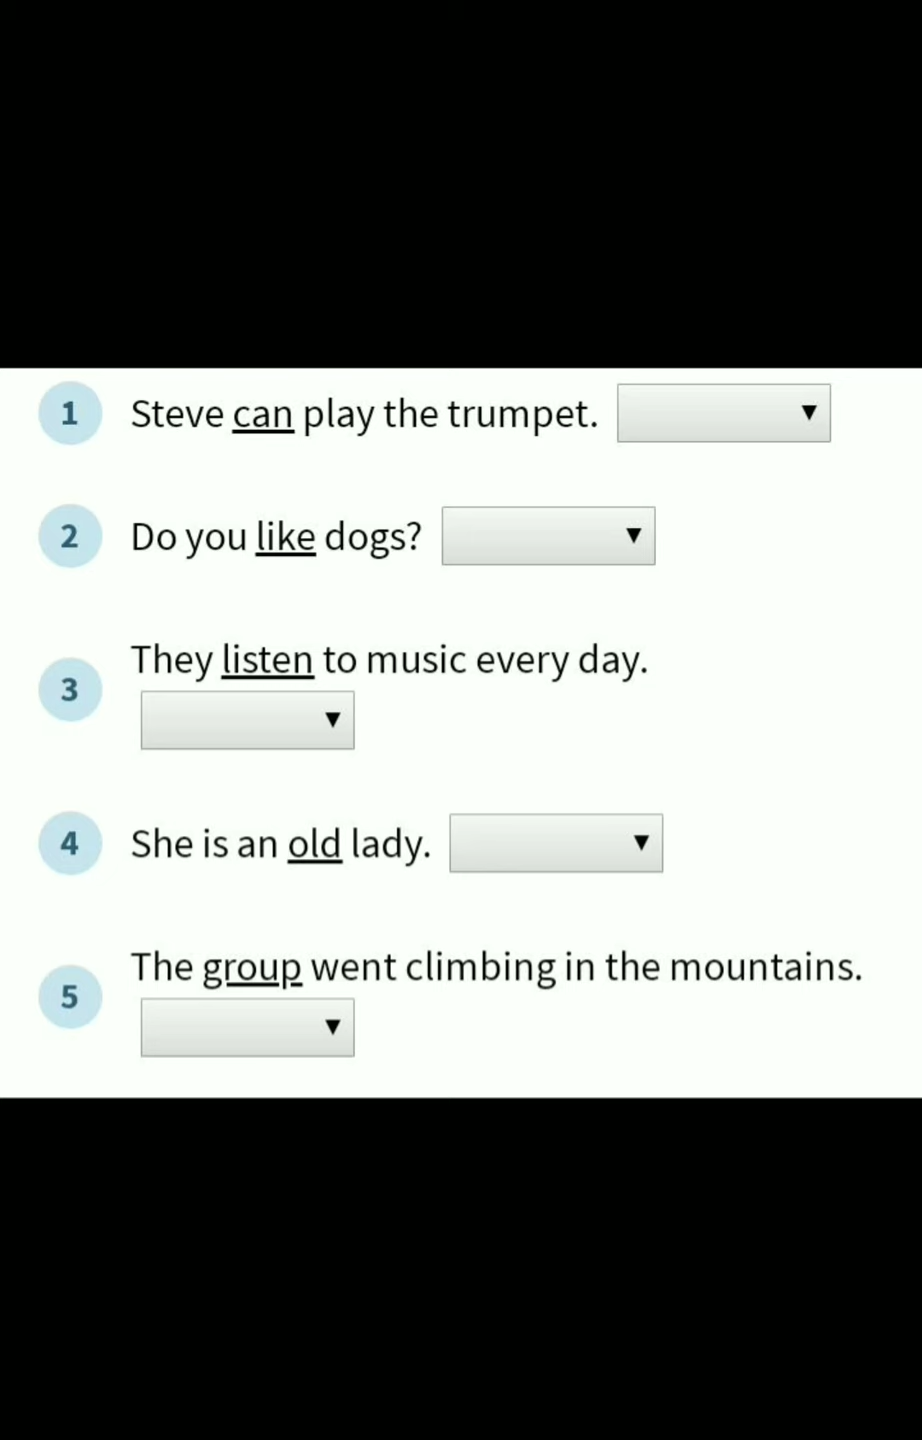 1 Steve can play the trumpet.
2 Do you like dogs?
3 They listen to music every day.
4 She is an old lady.
5 The group went climbing in the mountains.